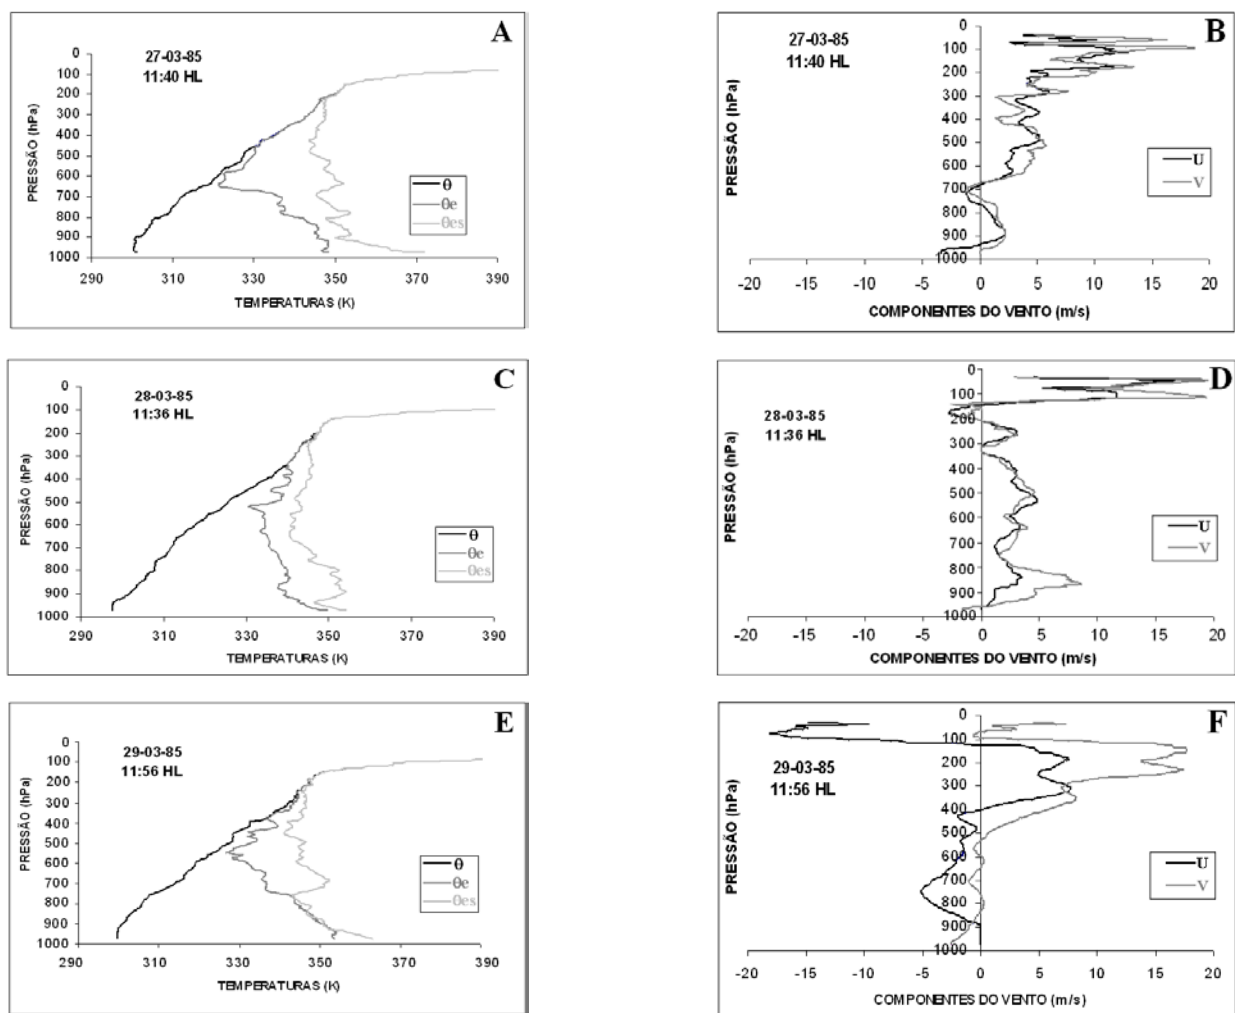 A
27-03-85
11:40 HL
PRESSÃO (hPa)
0
100
200
300
400
500
600
700
800
900
1000
θ
θe
θes
290 310 330 350 370 390
TEMPERATURAS (K)
B
27-03-85
11:40 HL
PRESSÃO (hPa)
0
100
200
300
400
500
600
700
800
900
1000
U
V
-20 -15 -10 -5 0 5 10 15 20
COMPONENTES DO VENTO (m/s)
C
28-03-85
11:36 HL
PRESSÃO (hPa)
0
100
200
300
400
500
600
700
800
900
1000
θ
θe
θes
290 310 330 350 370 390
TEMPERATURAS (K)
D
28-03-85
11:36 HL
PRESSÃO (hPa)
0
100
200
300
400
500
600
700
800
900
1000
U
V
-20 -15 -10 -5 0 5 10 15 20
COMPONENTES DO VENTO (m/s)
E
29-03-85
11:56 HL
PRESSÃO (hPa)
0
100
200
300
400
500
600
700
800
900
1000
θ
θe
θes
290 310 330 350 370 390
TEMPERATURAS (K)
F
29-03-85
11:56 HL
PRESSÃO (hPa)
0
100
200
300
400
500
600
700
800
900
1000
U
V
-20 -15 -10 -5 0 5 10 15 20
COMPONENTES DO VENTO (m/s)